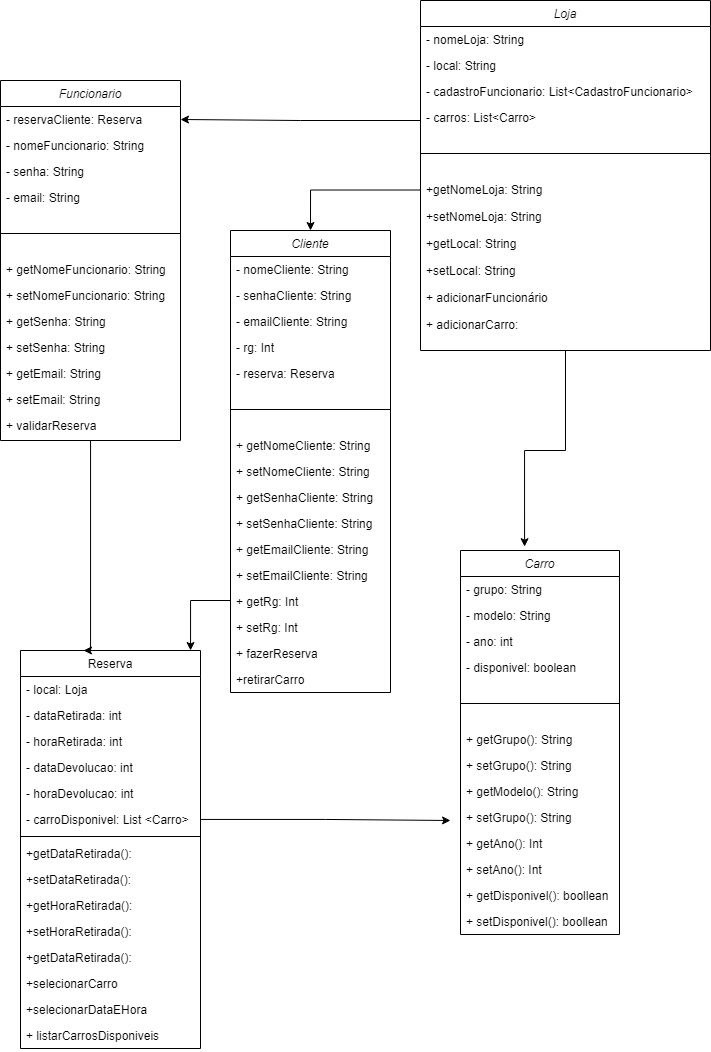 Loja
- nomeLoja: String
- local: String
- cadastroFuncionario: List<CadastroFuncionario>
- carros: List<Carro>
+getNomeLoja: String
+setNomeLoja: String
+getLocal: String
+setLocal: String
+ adicionarFuncionário
+ adicionarCarro:
Funcionario
- reservaCliente: Reserva
- nomeFuncionario: String
- senha: String
- email: String
+ getNomeFuncionario: String
+ setNomeFuncionario: String
+ getSenha: String
+ setSenha: String
+ getEmail: String
+ setEmail: String
+ validarReserva
Cliente
- nomeCliente: String
- senhaCliente: String
- emailCliente: String
- rg: Int
- reserva: Reserva
+ getNomeCliente: String
+ setNomeCliente: String
+ getSenhaCliente: String
+ setSenhaCliente: String
+ getEmailCliente: String
+ setEmailCliente: String
+ getRg: Int
+ setRg: Int
+ fazerReserva
+retirarCarro
Carro
- grupo: String
- modelo: String
- ano: int
- disponivel: boolean
+ getGrupo(): String
+ setGrupo(): String
+ getModelo(): String
+ setGrupo(): String
+ getAno(): Int
+ setAno(): Int
+ getDisponivel(): boollean
+ setDisponivel(): boollean
Reserva
- local: Loja
- dataRetirada: int
- horaRetirada: int
- dataDevolucao: int
- horaDevolucao: int
- carroDisponivel: List <Carro>
+getDataRetirada():
+setDataRetirada():
+getHoraRetirada():
+setHoraRetirada():
+getDataRetirada():
+selecionarCarro
+selecionarDataEHora
+ listarCarrosDisponiveis